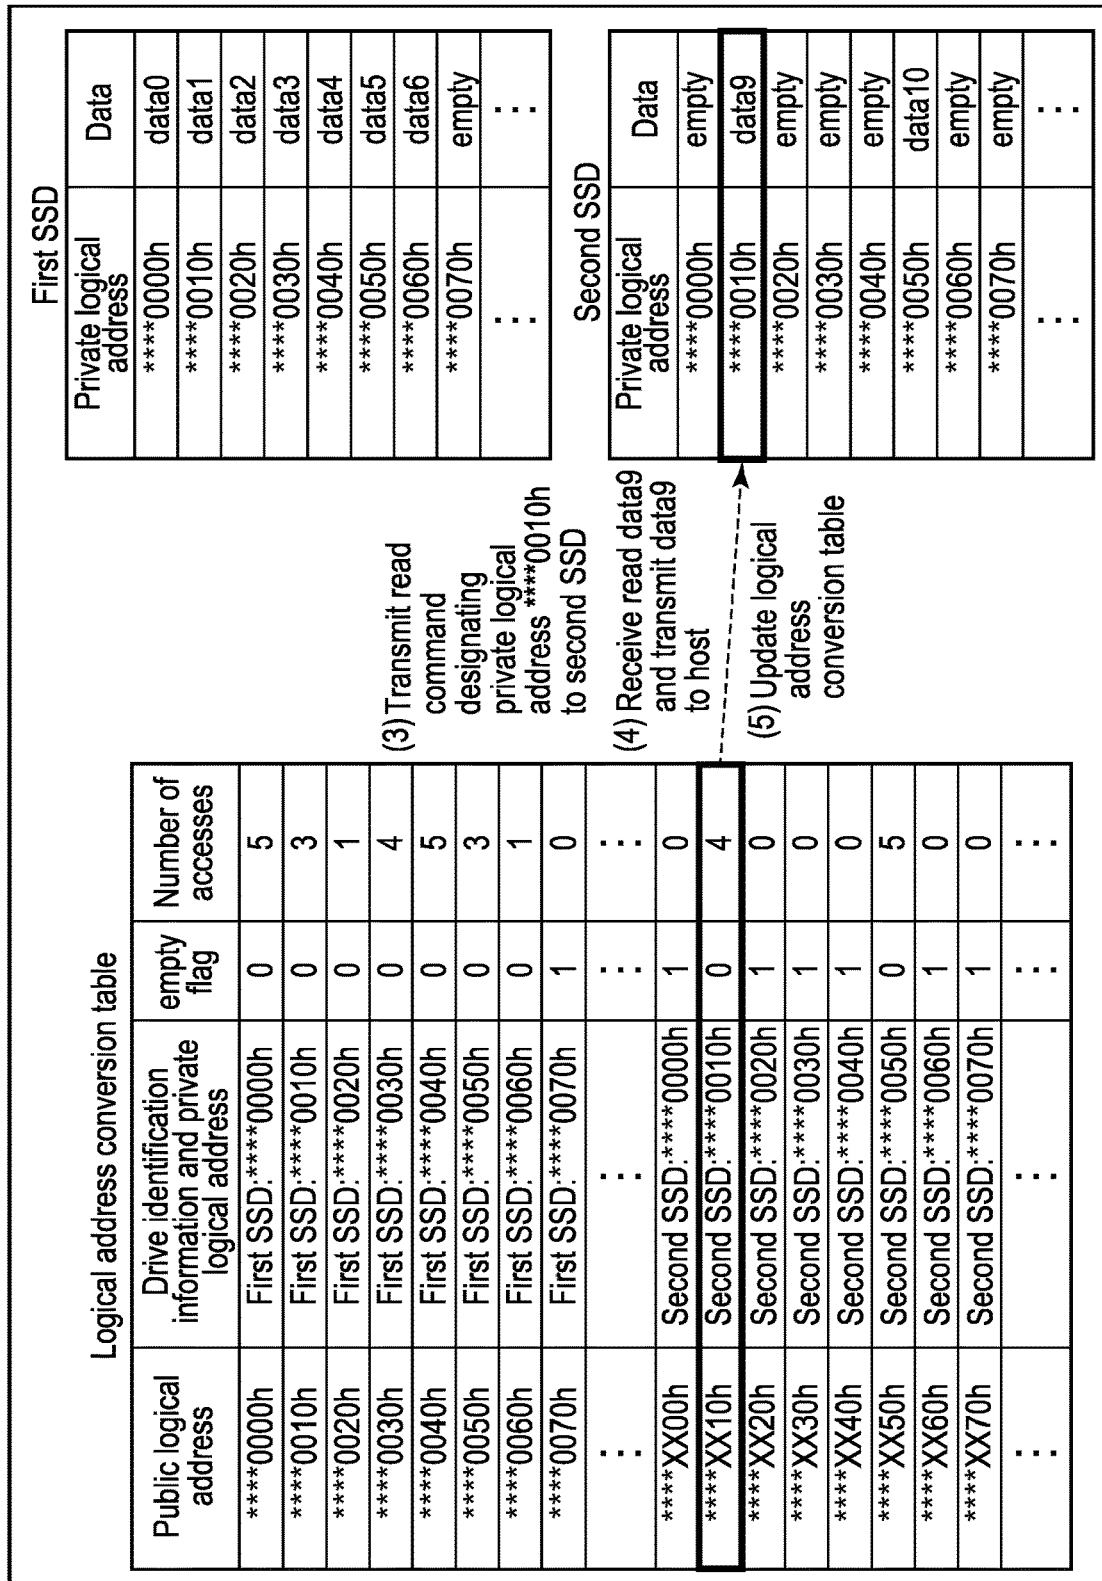 Logical address conversion table
Public logical
address
Drive identification
information and private
logical address
empty
flag
Number of
accesses
****0000h First SSD:****0000h 0 5
****0010h First SSD:****0010h 0 3
****0020h First SSD:****0020h 0 1
****0030h First SSD:****0030h 0 4
****0040h First SSD:****0040h 0 5
****0050h First SSD:****0050h 0 3
****0060h First SSD:****0060h 0 1
****0070h First SSD:****0070h 1 0
... ... ... ...
****XX00h Second SSD:****0000h 1 0
****XX10h Second SSD:****0010h 0 4
****XX20h Second SSD:****0020h 1 0
****XX30h Second SSD:****0030h 1 0
****XX40h Second SSD:****0040h 1 0
****XX50h Second SSD:****0050h 0 5
****XX60h Second SSD:****0060h 1 0
****XX70h Second SSD:****0070h 1 0
... ... ... ...
(3) Transmit read
command
designating
private logical
address ****0010h
to second SSD
(4) Receive read data9
and transmit data9
to host
(5) Update logical
address
conversion table
First SSD
Private logical
address
Data
****0000h data0
****0010h data1
****0020h data2
****0030h data3
****0040h data4
****0050h data5
****0060h data6
****0070h empty
... ...
Second SSD
Private logical
address
Data
****0000h empty
****0010h data9
****0020h empty
****0030h empty
****0040h empty
****0050h data10
****0060h empty
****0070h empty
... ...